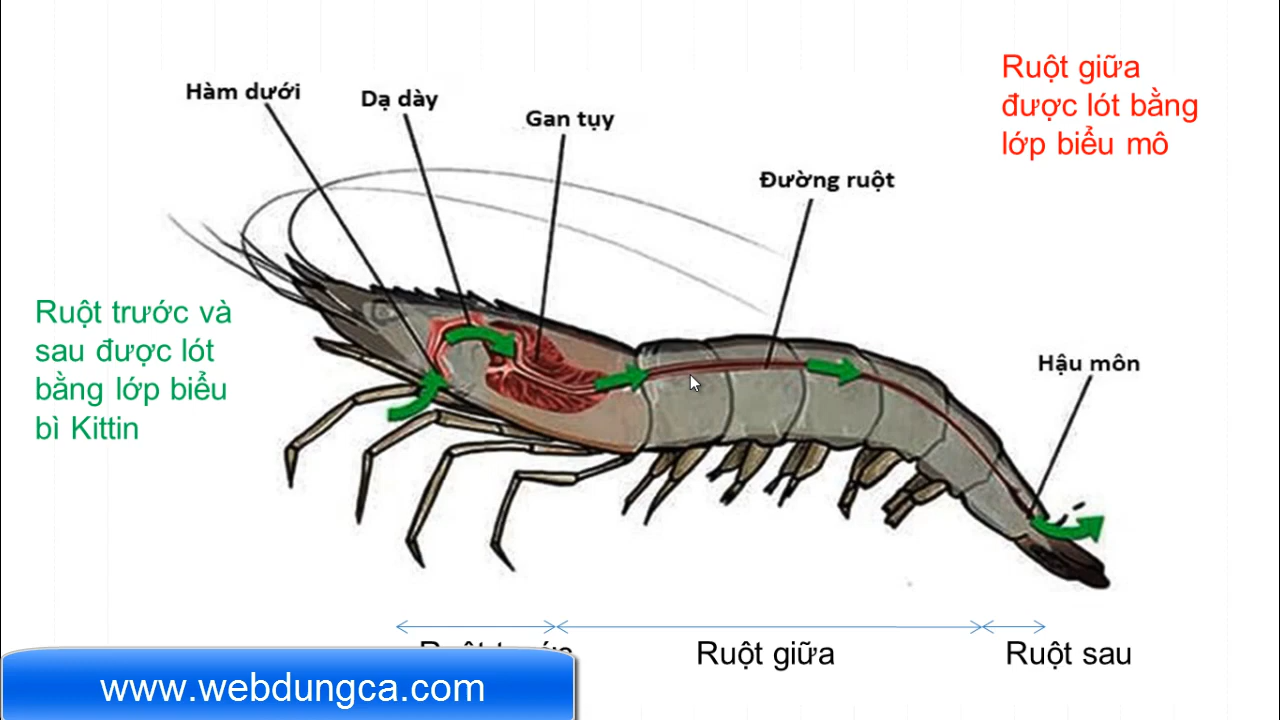 Hàm dưới
Dạ dày
Gan tụy
Đường ruột
Hậu môn
Ruột giữa
được lót bằng
lớp biểu mô
Ruột trước và
sau được lót
bằng lớp biểu
bì Kittin
Ruột giữa
Ruột sau
www.webdungca.com